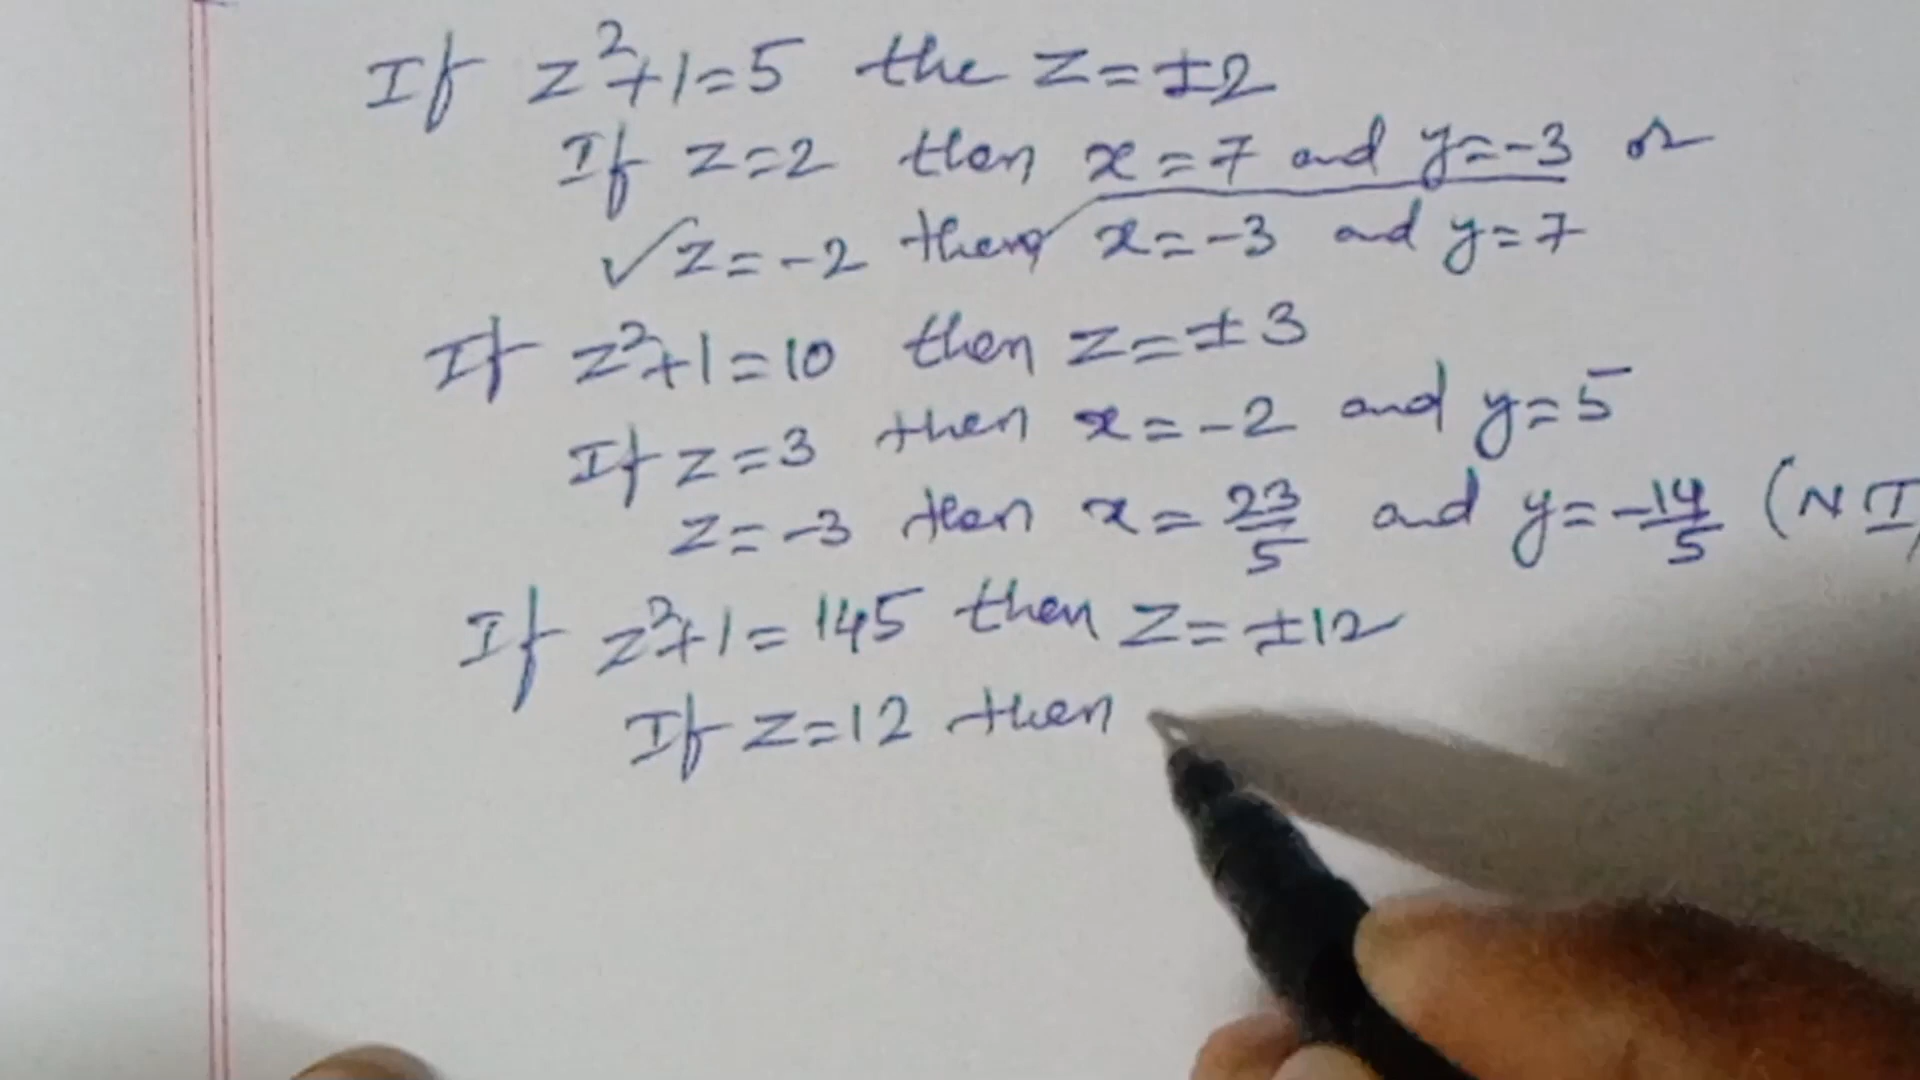 If z²+1=5 the z=±2
If z=2 then x=7 and y=-3 or
✓z=-2 then x=-3 and y=7
If z²+1=10 then z=±3
If z=3 then x=-2 and y=5
z=-3 then x=23/5 and y=-14/5 (NI
If z²+1=145 then z=±12
If z=12 then